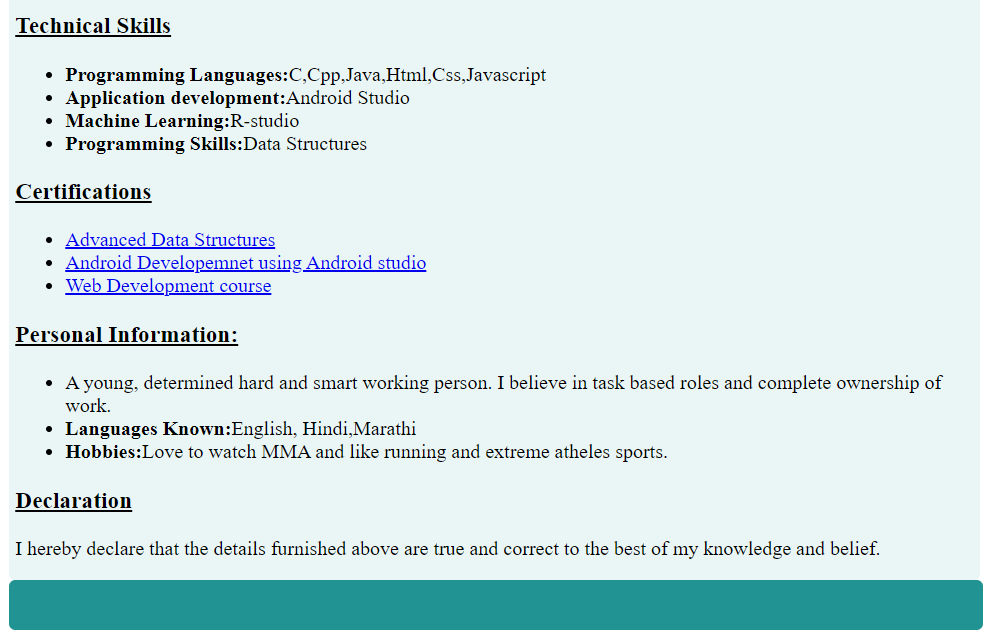 Technical Skills
Programming Languages:C,Cpp,Java,Html,Css,Javascript
Application development:Android Studio
Machine Learning:R-studio
Programming Skills:Data Structures
Certifications
Advanced Data Structures
Android Developemnet using Android studio
Web Development course
Personal Information:
A young, determined hard and smart working person. I believe in task based roles and complete ownership of
work.
Languages Known:English, Hindi,Marathi
Hobbies:Love to watch MMA and like running and extreme atheles sports.
Declaration
I hereby declare that the details furnished above are true and correct to the best of my knowledge and belief.